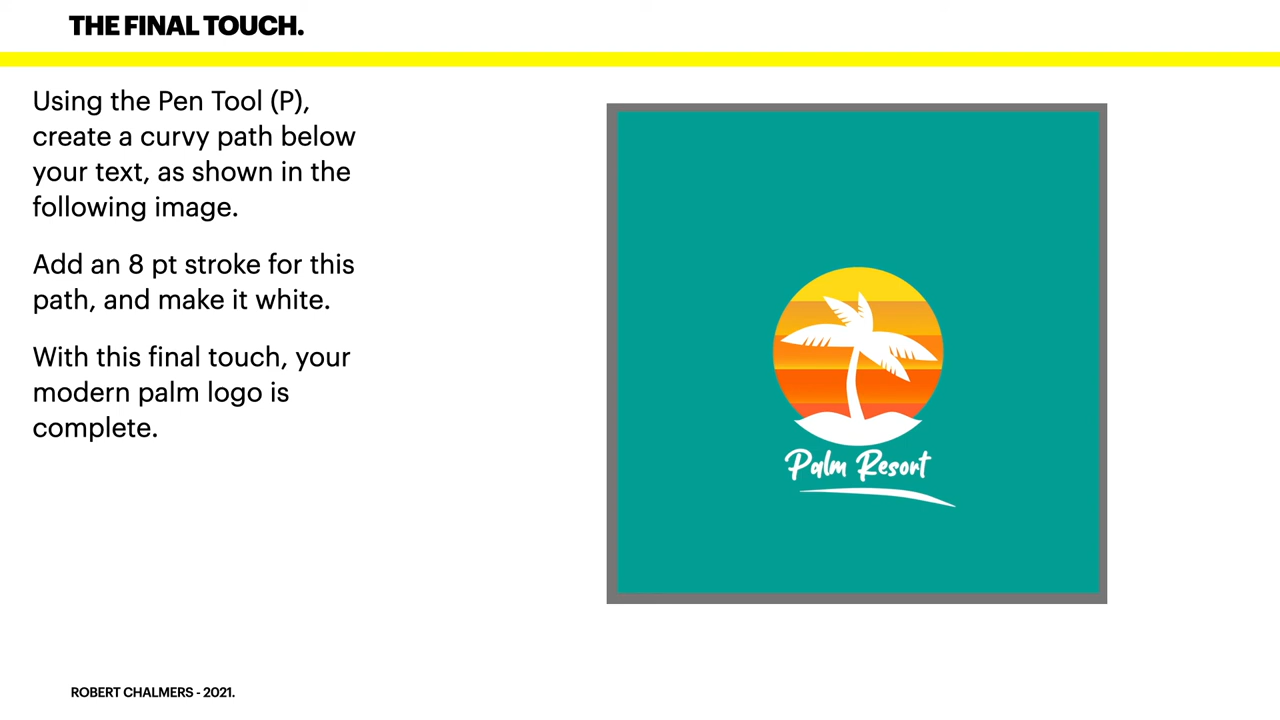 THE FINAL TOUCH.
Using the Pen Tool (P),
create a curvy path below
your text, as shown in the
following image.
Add an 8 pt stroke for this
path, and make it white.
With this final touch, your
modern palm logo is
complete.
Palm Resort
ROBERT CHALMERS - 2021.